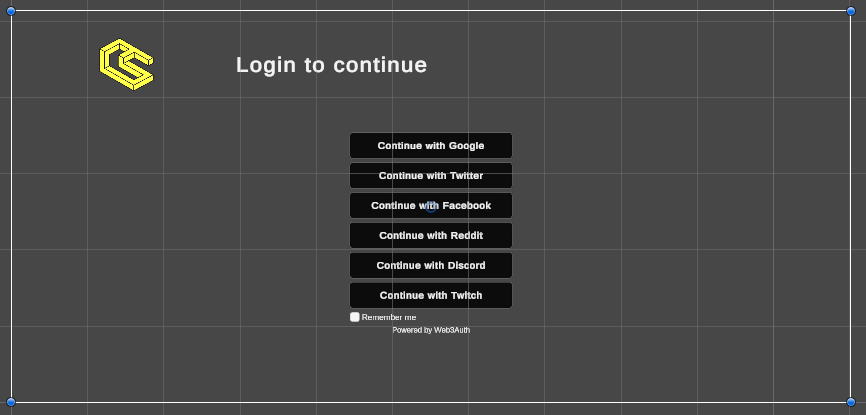 Login to continue
Continue with Google
Continue with Twitter
Continue with Facebook
Continue with Reddit
Continue with Discord
Continue with Twitch
Remember me
Powered by Web3Auth